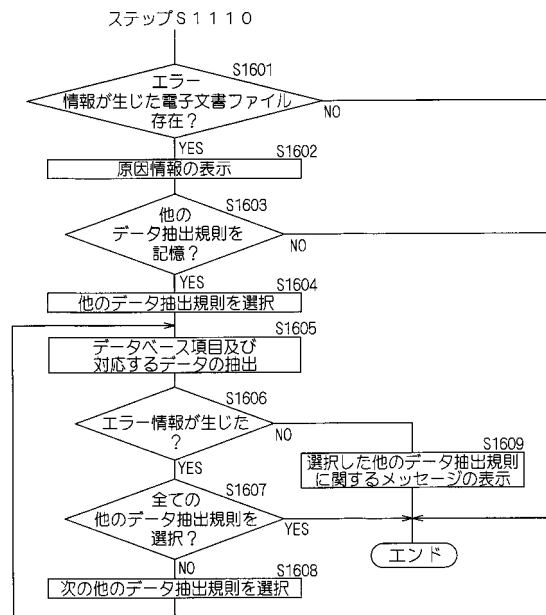 ステップS1110
S1601
エラー
情報が生じた電子文書ファイル
存在？
NO
YES
S1602
原因情報の表示
S1603
他の
データ抽出規則を
記憶？
NO
YES
S1604
他のデータ抽出規則を選択
S1605
データベース項目及び
対応するデータの抽出
S1606
エラー情報が生じた
？
NO
YES
S1609
選択した他のデータ抽出規則
に関するメッセージの表示
S1607
全ての
他のデータ抽出規則を
選択？
YES
NO
エンド
S1608
次の他のデータ抽出規則を選択